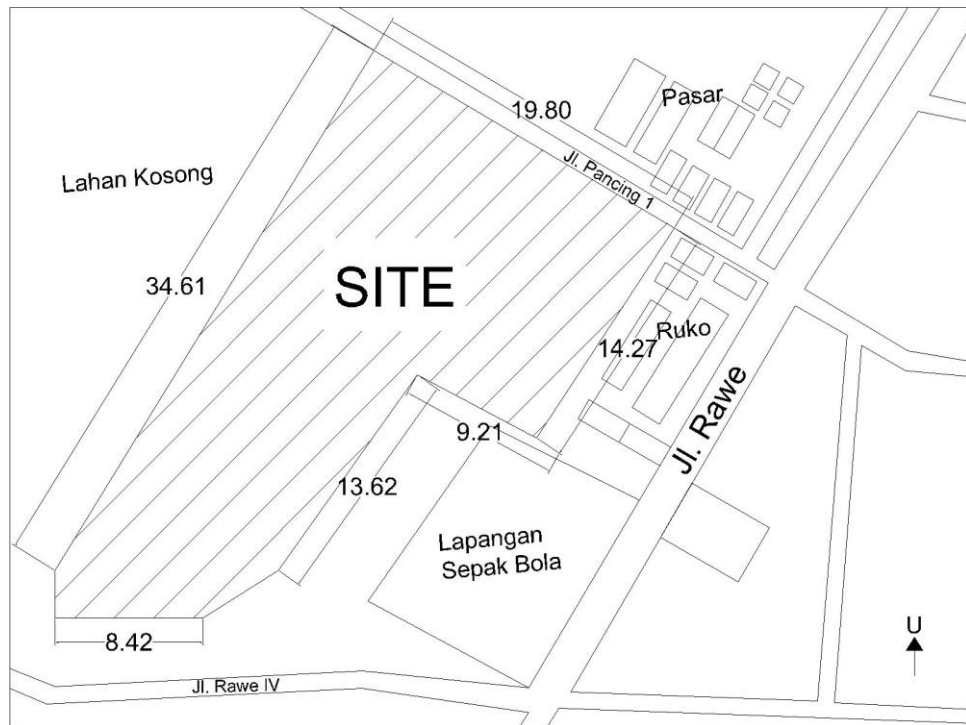 Pasar
19.80
Jl. Pancing 1
Lahan Kosong
34.61
SITE
Ruko
14.27
Jl. Rawe
9.21
13.62
Lapangan
Sepak Bola
8.42
U
Jl. Rawe IV